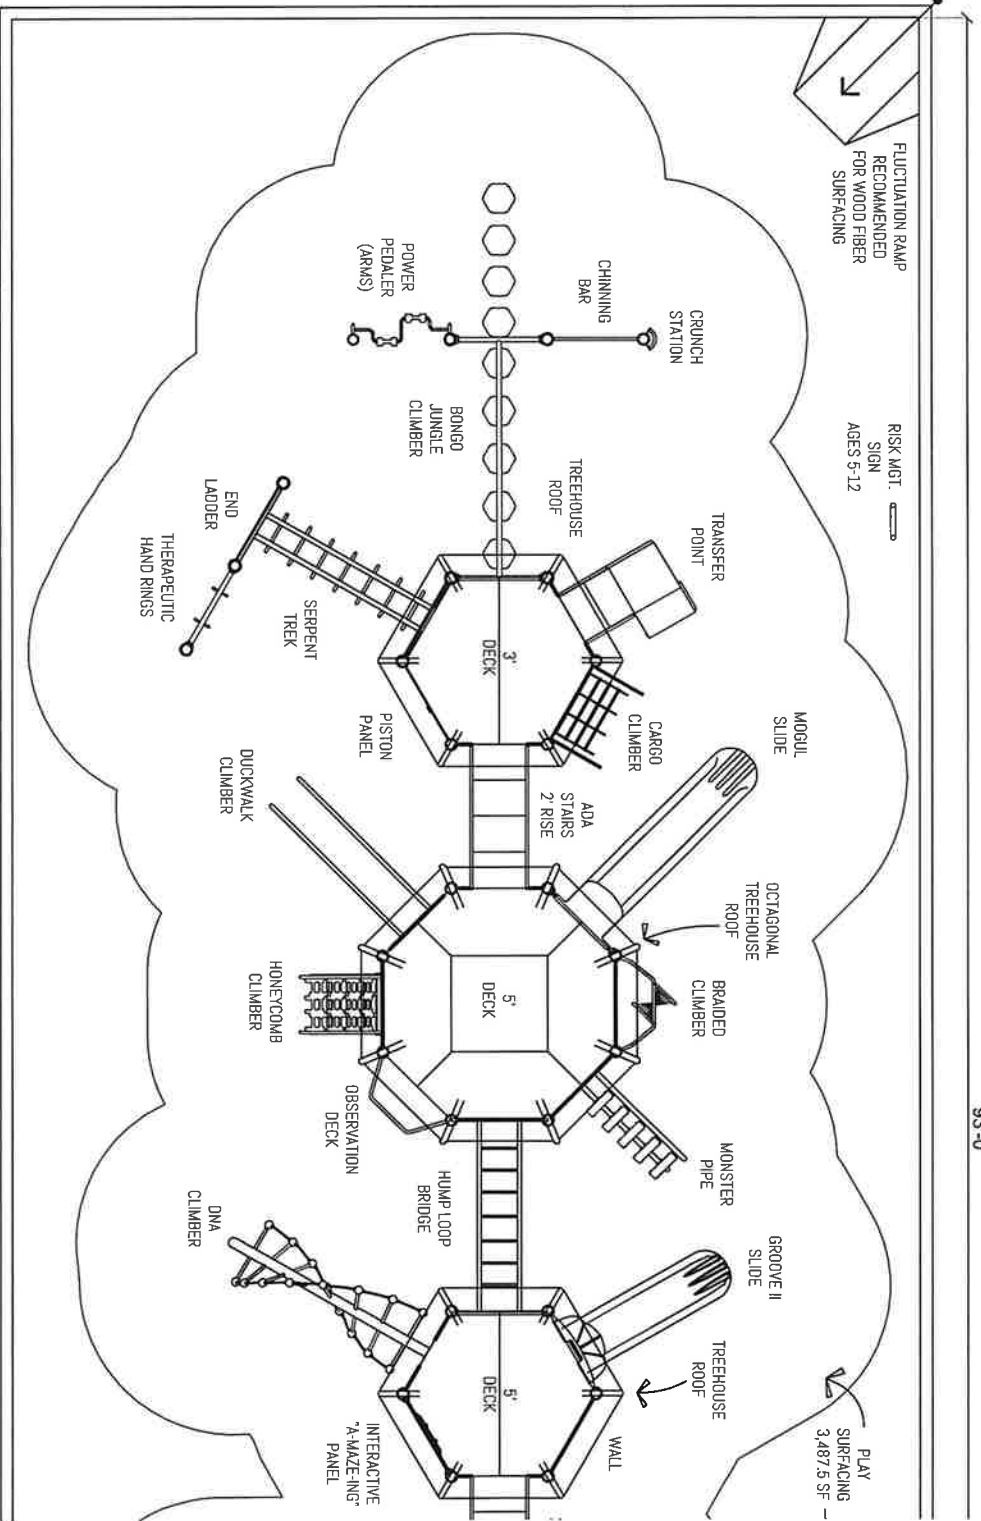 FLUCTUATION RAMP
RECOMMENDED
FOR WOOD FIBER
SURFACING
RISK MGT.
SIGN
AGES 5-12
CRUNCH
STATION
CHINNING
BAR
POWER
PEDALER
(ARMS)
BONGO
JUNGLE
CLIMBER
TREEHOUSE
ROOF
TRANSFER
POINT
END
LADDER
THERAPEUTIC
HAND RINGS
SERPENT
TREK
3'
DECK
PISTON
PANEL
CARGO
CLIMBER
MOGUL
SLIDE
ADA
STAIRS
2' RISE
DUCKWALK
CLIMBER
OCTAGONAL
TREEHOUSE
ROOF
BRAIDED
CLIMBER
5'
DECK
HONEYCOMB
CLIMBER
OBSERVATION
DECK
MONSTER
PIPE
HUMP LOOP
BRIDGE
DNA
CLIMBER
GROOVE II
SLIDE
TREEHOUSE
ROOF
5'
DECK
WALL
INTERACTIVE
"A-MAZE-ING"
PANEL
PLAY
SURFACING
3,487.5 SF